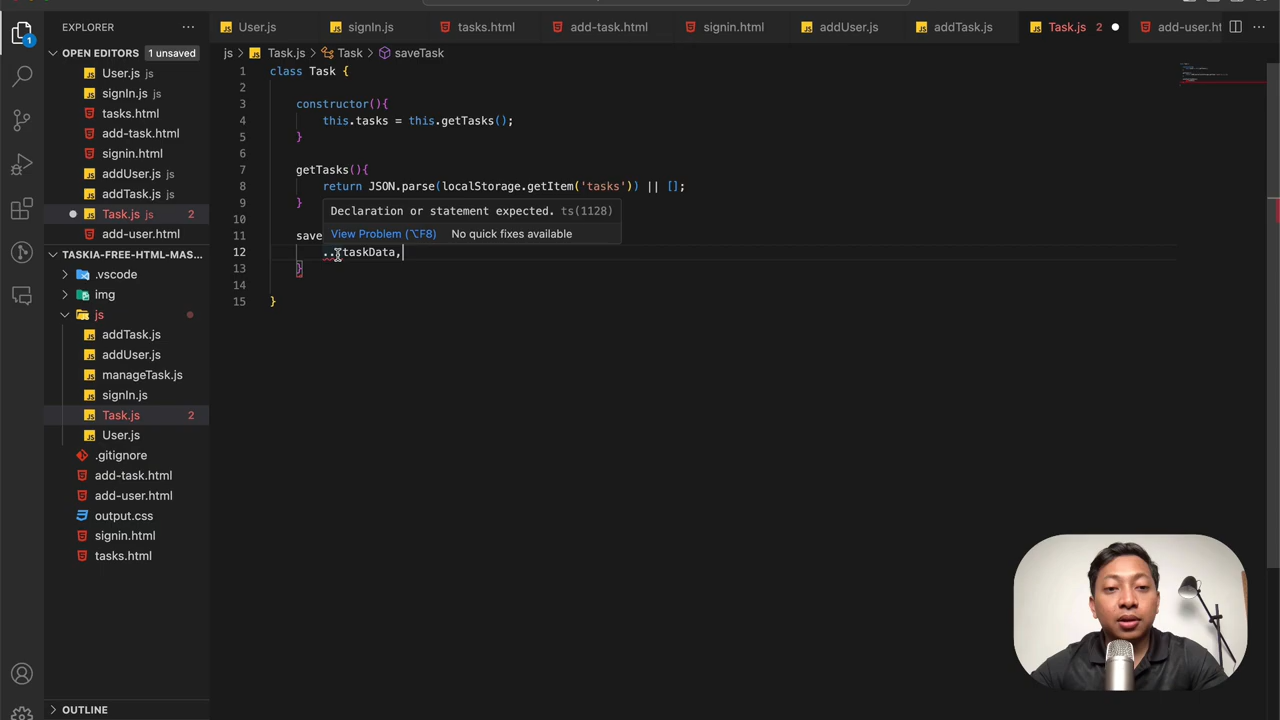 EXPLORER
User.js
signIn.js
tasks.html
add-task.html
signin.html
addUser.js
addTask.js
Task.js 2
add-user.ht
OPEN EDITORS 1 unsaved
js > Task.js > Task > saveTask
User.js js
signIn.js js
tasks.html
add-task.html
signin.html
addUser.js js
addTask.js js
Task.js js 2
add-user.html
TASKIA-FREE-HTML-MAS...
.vscode
img
js
addTask.js
addUser.js
manageTask.js
signIn.js
Task.js 2
User.js
.gitignore
add-task.html
add-user.html
output.css
signin.html
tasks.html
OUTLINE
1
1 class Task {
2
3 constructor(){
4 this.tasks = this.getTasks();
5 }
6
7 getTasks(){
8 return JSON.parse(localStorage.getItem('tasks')) || [];
9 }
10
Declaration or statement expected. ts(1128)
View Problem (⌥F8) No quick fixes available
11 save
12 ...taskData,
13 }
14
15 }